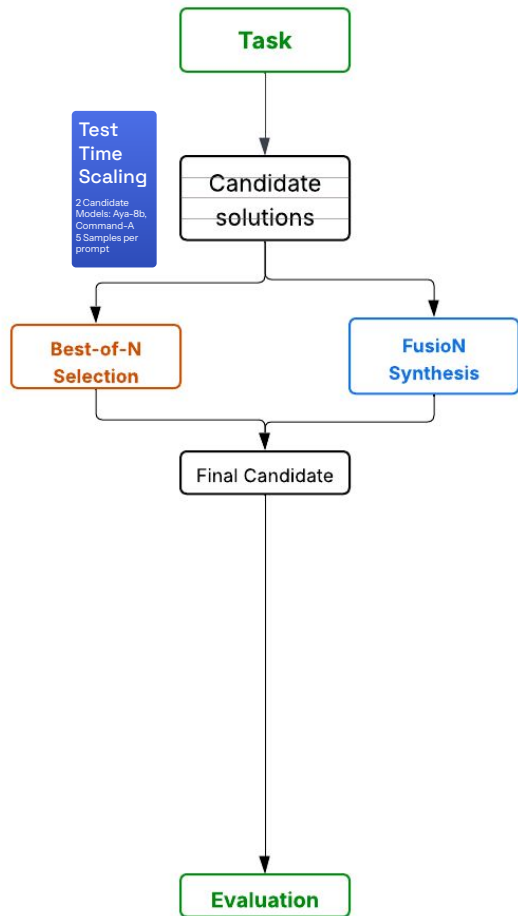 Task
Test
Time
Scaling
2 Candidate
Models: Aya-8b,
Command-A
5 Samples per
prompt
Candidate
solutions
Best-of-N
Selection
FusioN
Synthesis
Final Candidate
Evaluation